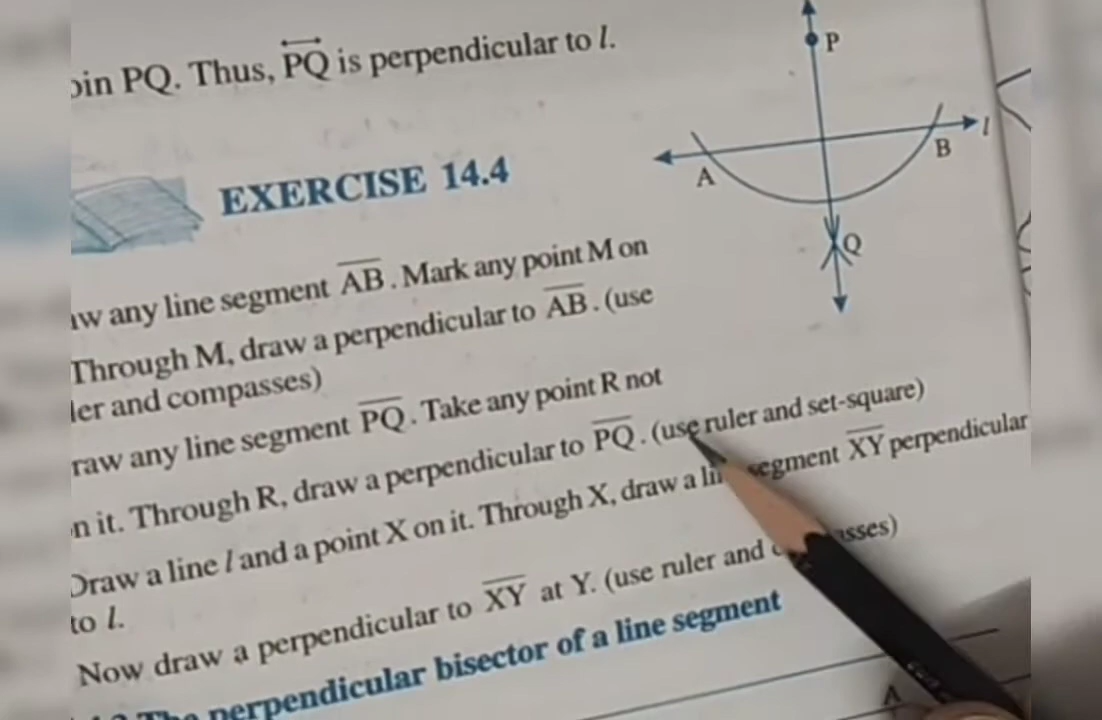 oin PQ. Thus, PQ is perpendicular to l.
P
l
A
B
Q
EXERCISE 14.4
aw any line segment AB. Mark any point M on
Through M, draw a perpendicular to AB. (use
ler and compasses)
raw any line segment PQ. Take any point R not
n it. Through R, draw a perpendicular to PQ. (use ruler and set-square)
Draw a line l and a point X on it. Through X, draw a segment XY perpendicular
to l.
Now draw a perpendicular to XY at Y. (use ruler and asses)
perpendicular bisector of a line segment
A